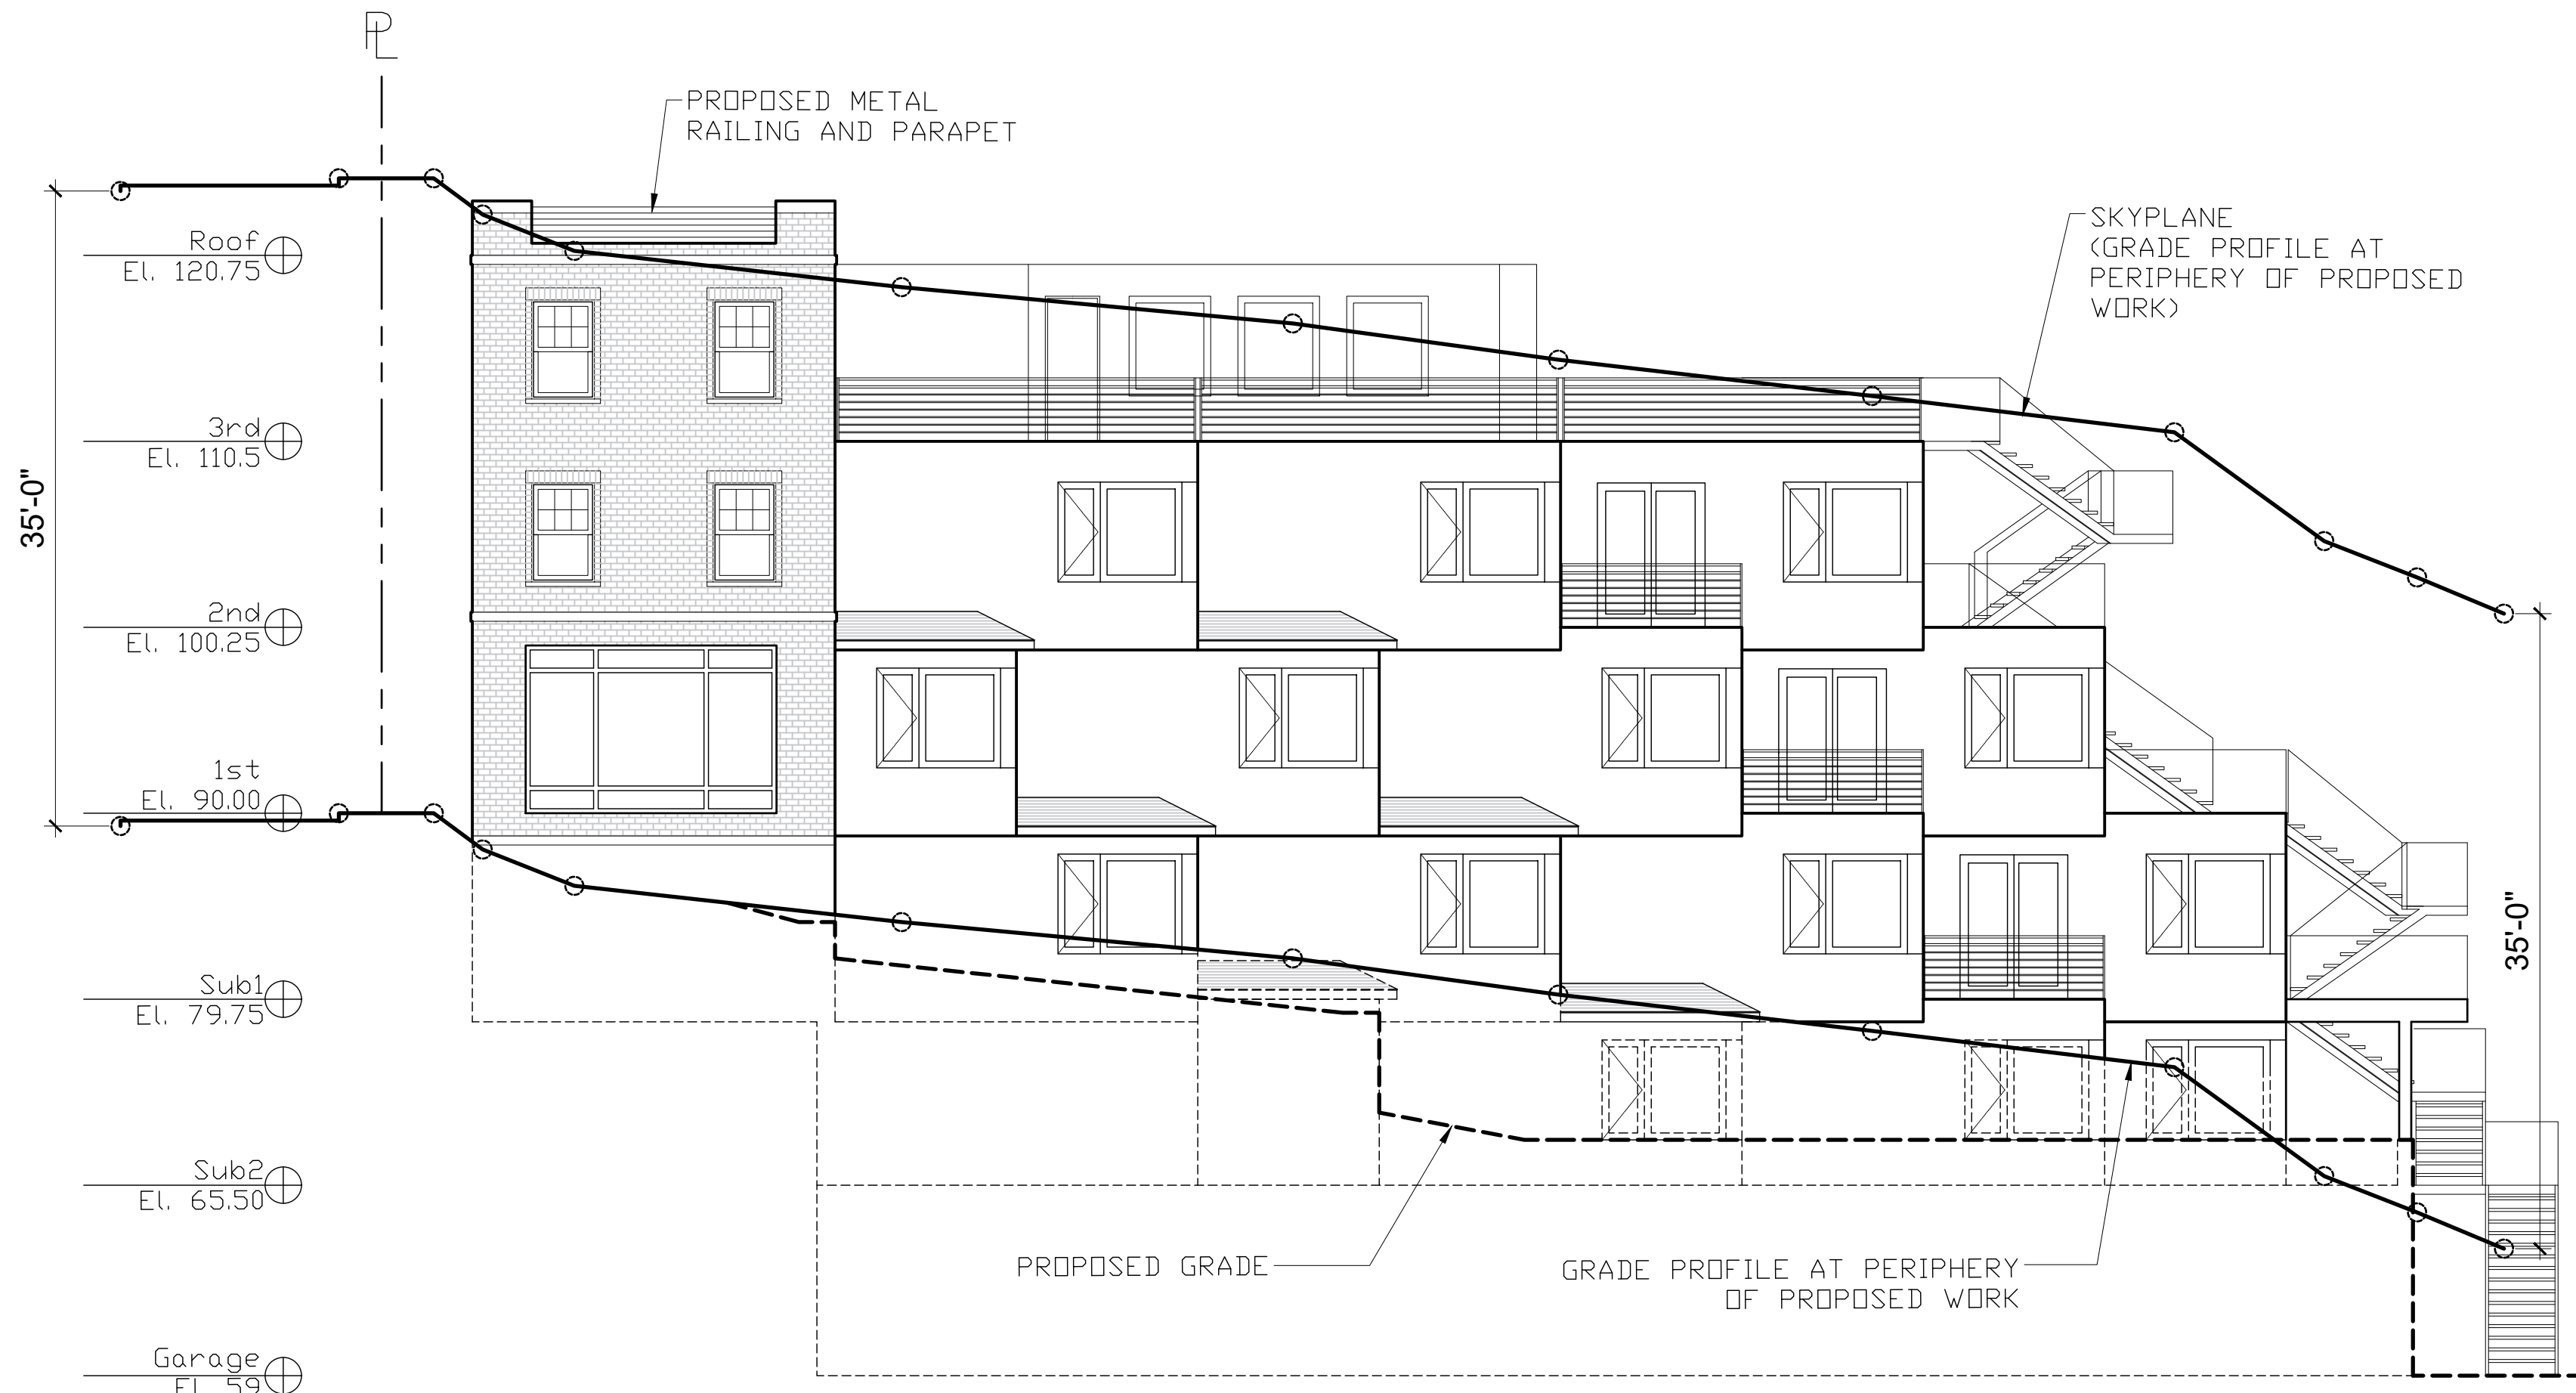 PL
PROPOSED METAL
RAILING AND PARAPET
SKYPLANE
(GRADE PROFILE AT
PERIPHERY OF PROPOSED
WORK)
Roof
El. 120.75
3rd
El. 110.5
35'-0"
2nd
El. 100.25
1st
El. 90.00
Sub1
El. 79.75
35'-0"
Sub2
El. 65.50
PROPOSED GRADE
GRADE PROFILE AT PERIPHERY
OF PROPOSED WORK
Garage
El. 59